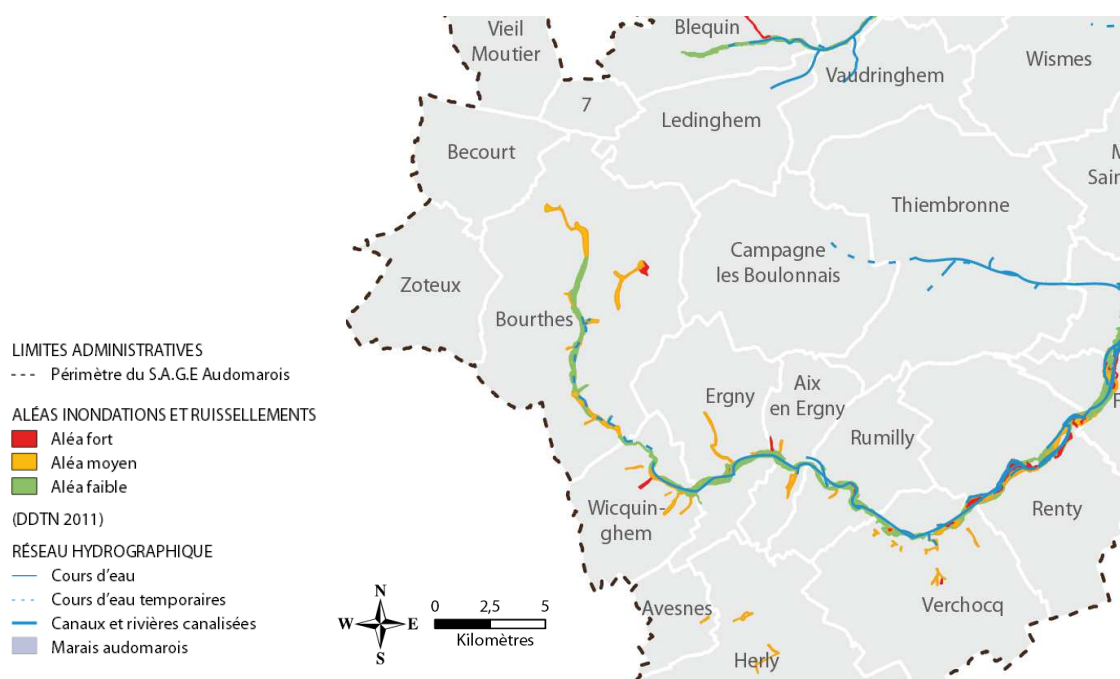 Vieil
Moutier
Blequin
Wismes
Vaudringhem
7
Ledinghem
Becourt
M
Sain
Thiembronne
Campagne
les Boulonnais
Zoteux
Bourthes
LIMITES ADMINISTRATIVES
Périmètre du S.A.G.E Audomarois
ALÉAS INONDATIONS ET RUISSELLEMENTS
Aléa fort
Aléa moyen
Aléa faible
(DDTN 2011)
RÉSEAU HYDROGRAPHIQUE
Cours d'eau
Cours d'eau temporaires
Canaux et rivières canalisées
Marais audomarois
Ergny
Aix
en Ergny
F
Rumilly
Wicquin-
ghem
Renty
Avesnes
Verchocq
Herly
N
W
E
S
0 2,5 5
Kilomètres